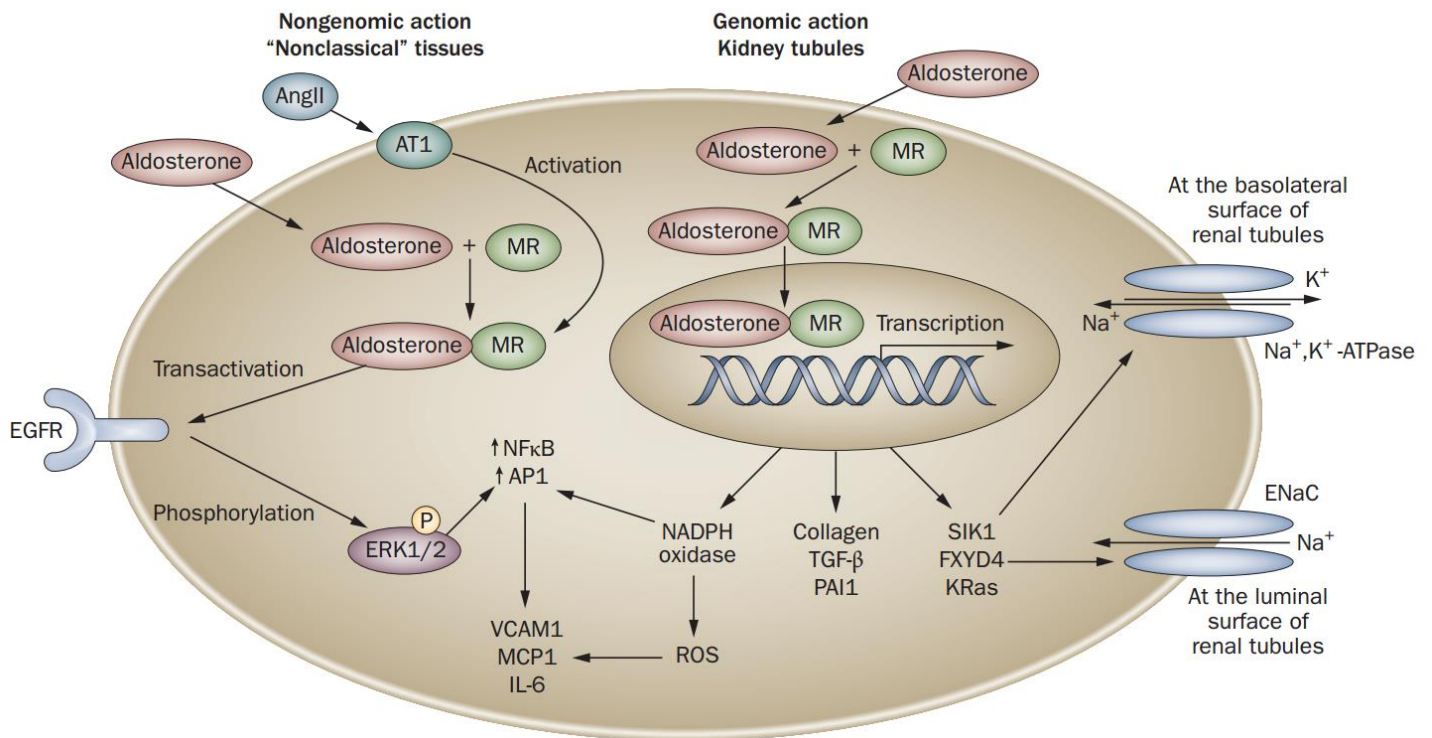 Nongenomic action
“Nonclassical” tissues
Genomic action
Kidney tubules
AngII
AT1
Activation
Aldosterone
Aldosterone + MR
Aldosterone MR
Transactivation
EGFR
Phosphorylation
P
ERK1/2
↑ NFκB
↑ AP1
VCAM1
MCP1
IL-6
Aldosterone
Aldosterone + MR
Aldosterone MR
Aldosterone MR
Transcription
NADPH
oxidase
ROS
Collagen
TGF-β
PAI1
SIK1
FXYD4
KRas
At the basolateral
surface of
renal tubules
K⁺
Na⁺
Na⁺,K⁺-ATPase
ENaC
Na⁺
At the luminal
surface of
renal tubules